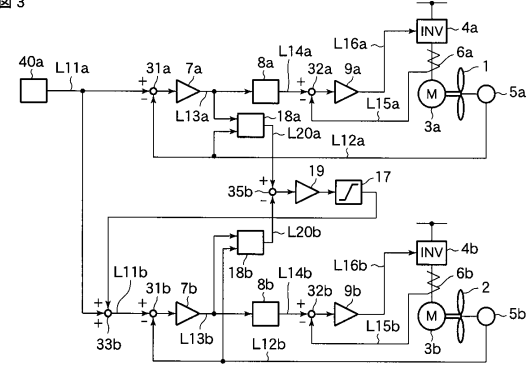 図 3
40a
L11a
31a
7a
L13a
8a
L14a
32a
9a
L16a
INV
4a
6a
1
5a
M
3a
L15a
18a
L20a
L12a
+
−
+
−
35b
+
−
19
17
L20b
18b
L11b
33b
+
+
31b
+
−
7b
L13b
8b
L14b
32b
+
−
9b
L16b
INV
4b
6b
2
5b
M
3b
L15b
L12b